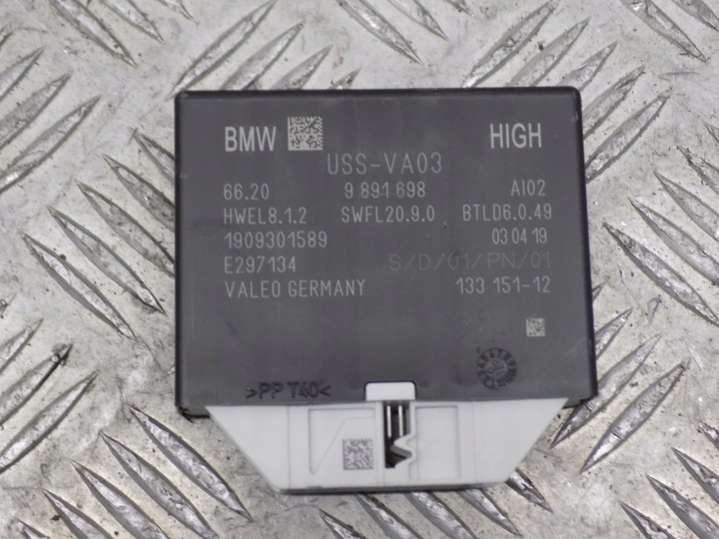 BMW HIGH
USS-VA03
66.20 9 891 698 AI02
HWEL8.1.2 SWFL20.9.0 BTLD6.0.49
1909301589 03 04 19
E297134 S/D/01/PN/01
VALEO GERMANY 133 151-12
>PP T40<